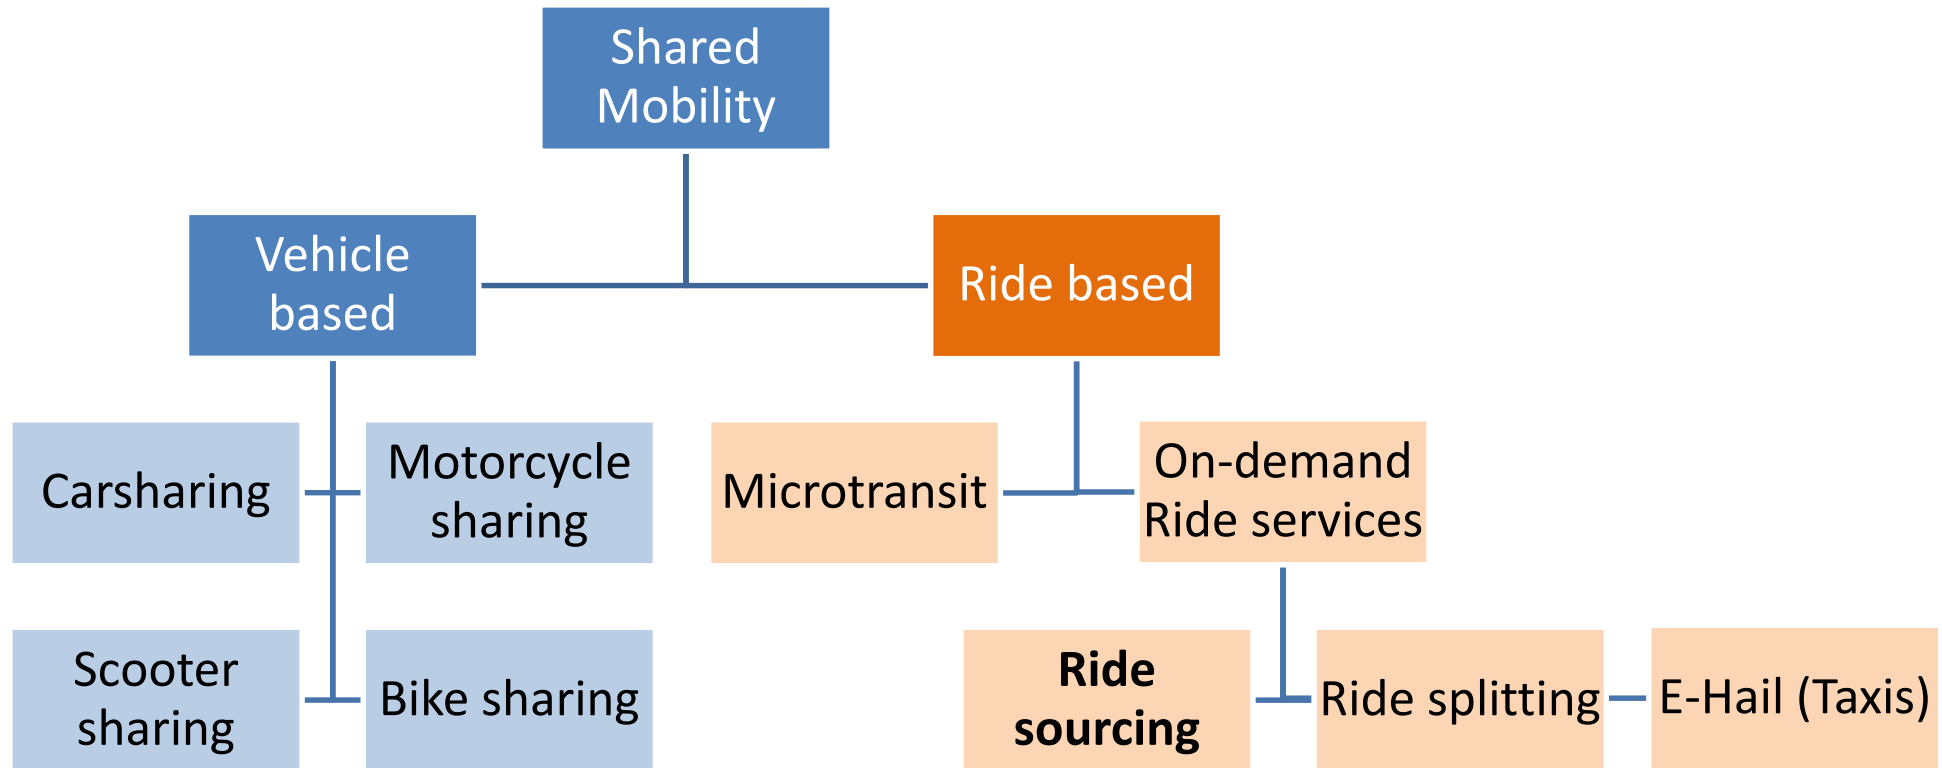 Shared
Mobility
Vehicle
based
Ride based
Carsharing
Motorcycle
sharing
Microtransit
On-demand
Ride services
Scooter
sharing
Bike sharing
Ride
sourcing
Ride splitting
E-Hail (Taxis)